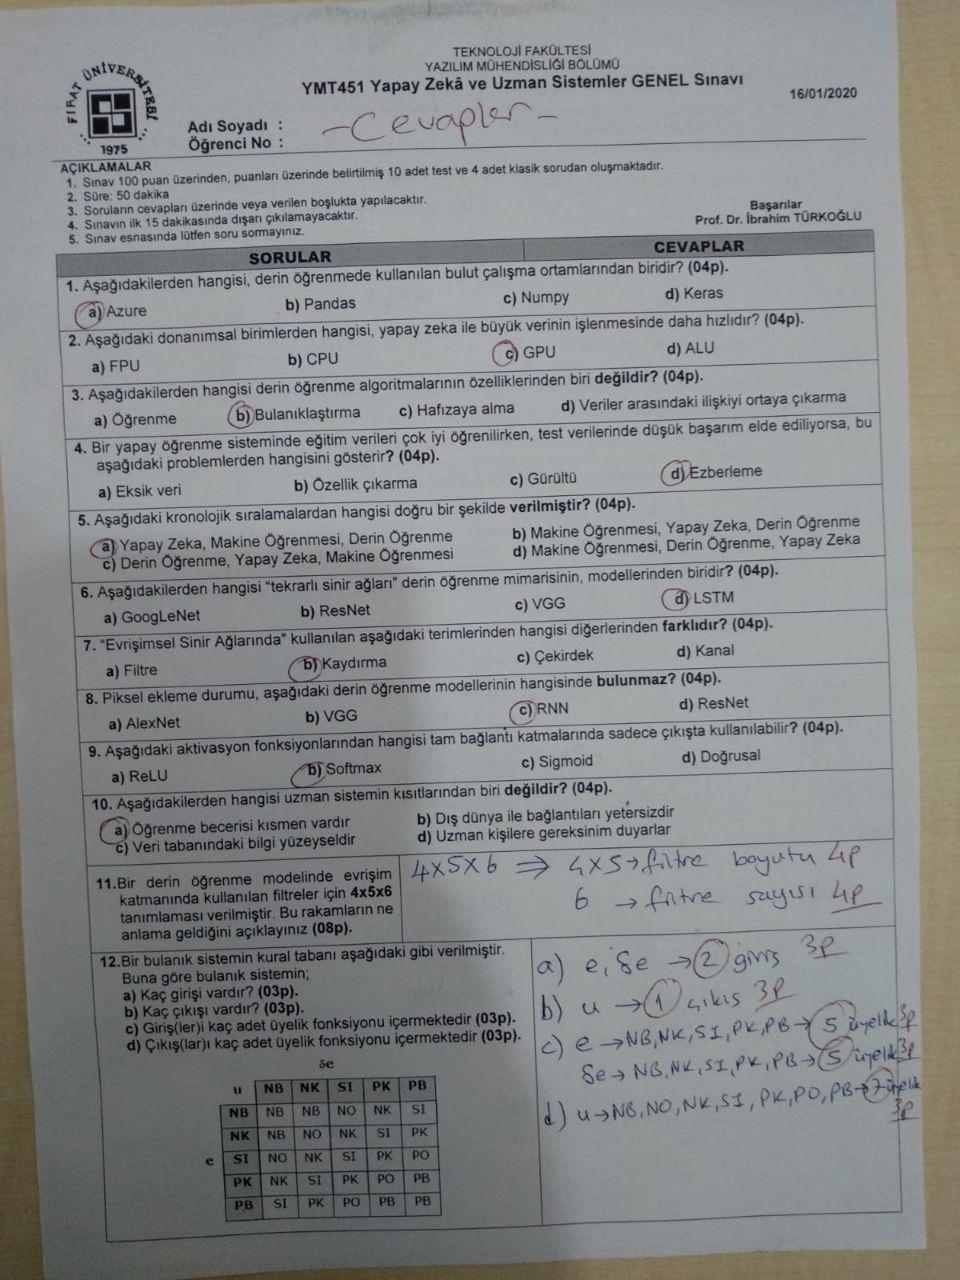 FIRAT ÜNİVERSİTESİ
1975
TEKNOLOJİ FAKÜLTESİ
YAZILIM MÜHENDİSLİĞİ BÖLÜMÜ
YMT451 Yapay Zekâ ve Uzman Sistemler GENEL Sınavı
16/01/2020
Adı Soyadı :
Öğrenci No :
- Cevaplar -
AÇIKLAMALAR
1. Sınav 100 puan üzerinden, puanları üzerinde belirtilmiş 10 adet test ve 4 adet klasik sorudan oluşmaktadır.
2. Süre: 50 dakika
3. Soruların cevapları üzerinde veya verilen boşlukta yapılacaktır.
4. Sınavın ilk 15 dakikasında dışarı çıkılamayacaktır.
5. Sınav esnasında lütfen soru sormayınız.
Başarılar
Prof. Dr. İbrahim TÜRKOĞLU
SORULAR CEVAPLAR
1. Aşağıdakilerden hangisi, derin öğrenmede kullanılan bulut çalışma ortamlarından biridir? (04p).
a) Azure b) Pandas c) Numpy d) Keras
2. Aşağıdaki donanımsal birimlerden hangisi, yapay zeka ile büyük verinin işlenmesinde daha hızlıdır? (04p).
a) FPU b) CPU c) GPU d) ALU
3. Aşağıdakilerden hangisi derin öğrenme algoritmalarının özelliklerinden biri değildir? (04p).
a) Öğrenme b) Bulanıklaştırma c) Hafızaya alma d) Veriler arasındaki ilişkiyi ortaya çıkarma
4. Bir yapay öğrenme sisteminde eğitim verileri çok iyi öğrenilirken, test verilerinde düşük başarım elde ediliyorsa, bu
aşağıdaki problemlerden hangisini gösterir? (04p).
a) Eksik veri b) Özellik çıkarma c) Gürültü d) Ezberleme
5. Aşağıdaki kronolojik sıralamalardan hangisi doğru bir şekilde verilmiştir? (04p).
a) Yapay Zeka, Makine Öğrenmesi, Derin Öğrenme b) Makine Öğrenmesi, Yapay Zeka, Derin Öğrenme
c) Derin Öğrenme, Yapay Zeka, Makine Öğrenmesi d) Makine Öğrenmesi, Derin Öğrenme, Yapay Zeka
6. Aşağıdakilerden hangisi "tekrarlı sinir ağları" derin öğrenme mimarisinin, modellerinden biridir? (04p).
a) GoogLeNet b) ResNet c) VGG d) LSTM
7. "Evrişimsel Sinir Ağlarında" kullanılan aşağıdaki terimlerinden hangisi diğerlerinden farklıdır? (04p).
a) Filtre b) Kaydırma c) Çekirdek d) Kanal
8. Piksel ekleme durumu, aşağıdaki derin öğrenme modellerinin hangisinde bulunmaz? (04p).
a) AlexNet b) VGG c) RNN d) ResNet
9. Aşağıdaki aktivasyon fonksiyonlarından hangisi tam bağlantı katmalarında sadece çıkışta kullanılabilir? (04p).
a) ReLU b) Softmax c) Sigmoid d) Doğrusal
10. Aşağıdakilerden hangisi uzman sistemin kısıtlarından biri değildir? (04p).
a) Öğrenme becerisi kısmen vardır b) Dış dünya ile bağlantıları yetersizdir
c) Veri tabanındaki bilgi yüzeyseldir d) Uzman kişilere gereksinim duyarlar
11.Bir derin öğrenme modelinde evrişim
katmanında kullanılan filtreler için 4x5x6
tanımlaması verilmiştir. Bu rakamların ne
anlama geldiğini açıklayınız (08p).
4x5x6 ⇒ 4x5→filtre boyutu 4p
6 → filtre sayısı 4p
12.Bir bulanık sistemin kural tabanı aşağıdaki gibi verilmiştir.
Buna göre bulanık sistemin;
a) Kaç girişi vardır? (03p).
b) Kaç çıkışı vardır? (03p).
c) Giriş(ler)i kaç adet üyelik fonksiyonu içermektedir (03p).
d) Çıkış(lar)ı kaç adet üyelik fonksiyonu içermektedir (03p).
δe
u NB NK SI PK PB
NB NB NB NO NK SI
NK NB NO NK SI PK
e SI NO NK SI PK PO
PK NK SI PK PO PB
PB SI PK PO PB PB
a) e, δe → 2 giriş 3p
b) u → 1 çıkış 3p
c) e →NB,NK,SI,PK,PB→ 5 üyelik 3p
δe → NB,NK,SI,PK,PB→ 5 üyelik 3p
d) u→NB,NO,NK,SI,PK,PO,PB→ 7 üyelik
3p